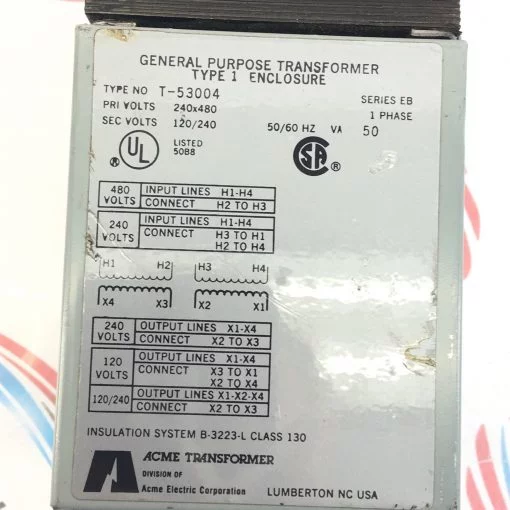 GENERAL PURPOSE TRANSFORMER
TYPE 1 ENCLOSURE
TYPE NO T-53004 SERIES EB
PRI VOLTS 240x480 1 PHASE
SEC VOLTS 120/240 50/60 HZ VA 50
UL ® LISTED 50B8 CSA ®
480 VOLTS INPUT LINES H1-H4
CONNECT H2 TO H3
240 VOLTS INPUT LINES H1-H4
CONNECT H3 TO H1
H2 TO H4
H1 H2 H3 H4
X4 X3 X2 X1
240 VOLTS OUTPUT LINES X1-X4
CONNECT X2 TO X3
120 VOLTS OUTPUT LINES X1-X4
CONNECT X3 TO X1
X2 TO X4
120/240 OUTPUT LINES X1-X2-X4
CONNECT X2 TO X3
INSULATION SYSTEM B-3223-L CLASS 130
ACME TRANSFORMER
DIVISION OF
Acme Electric Corporation LUMBERTON NC USA